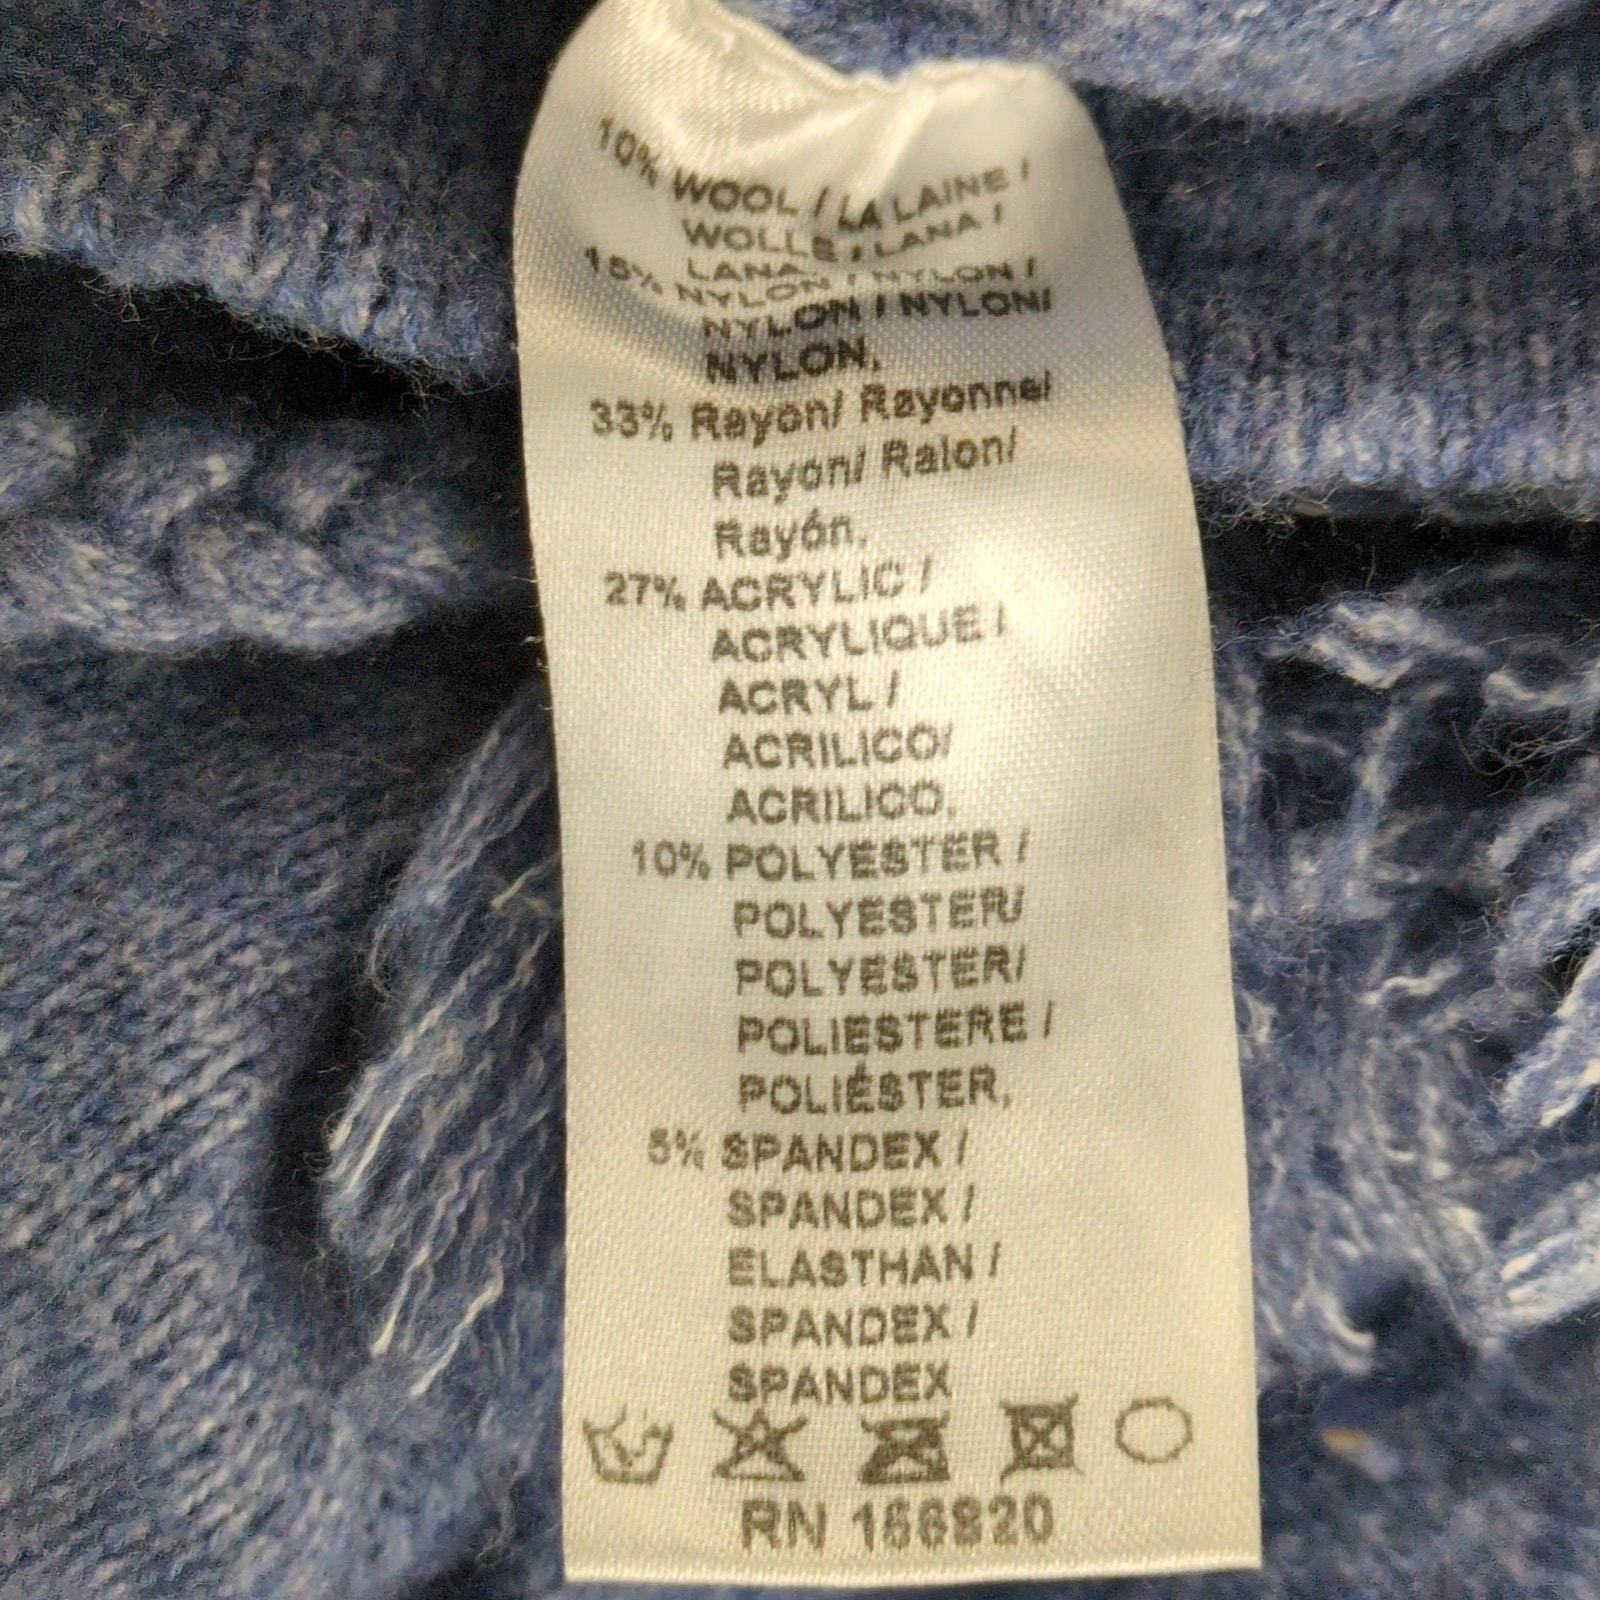 10% WOOL / LA LAINE /
WOLLE / LANA /
LANA.
15% NYLON / NYLON /
NYLON / NYLON/
NYLON,
33% Rayon/ Rayonne/
Rayon/ Raion/
Rayón,
27% ACRYLIC /
ACRYLIQUE /
ACRYL /
ACRILICO/
ACRILICO,
10% POLYESTER /
POLYESTER/
POLYESTER/
POLIESTERE /
POLIÉSTER,
5% SPANDEX /
SPANDEX /
ELASTHAN /
SPANDEX /
SPANDEX
RN 156820